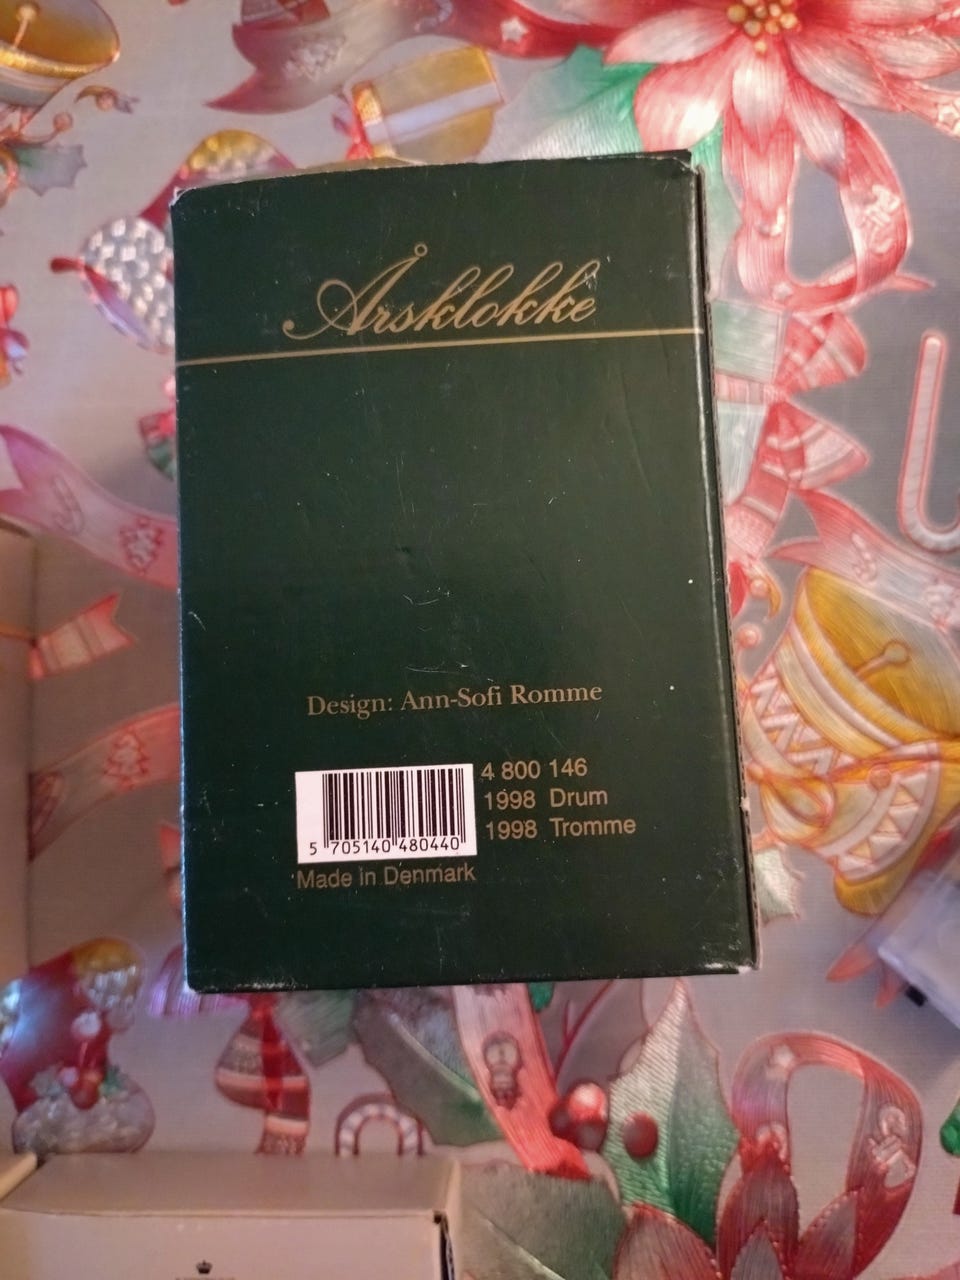 Årsklokke
Design: Ann-Sofi Romme
4 800 146
1998 Drum
1998 Tromme
5 705140 480440
Made in Denmark